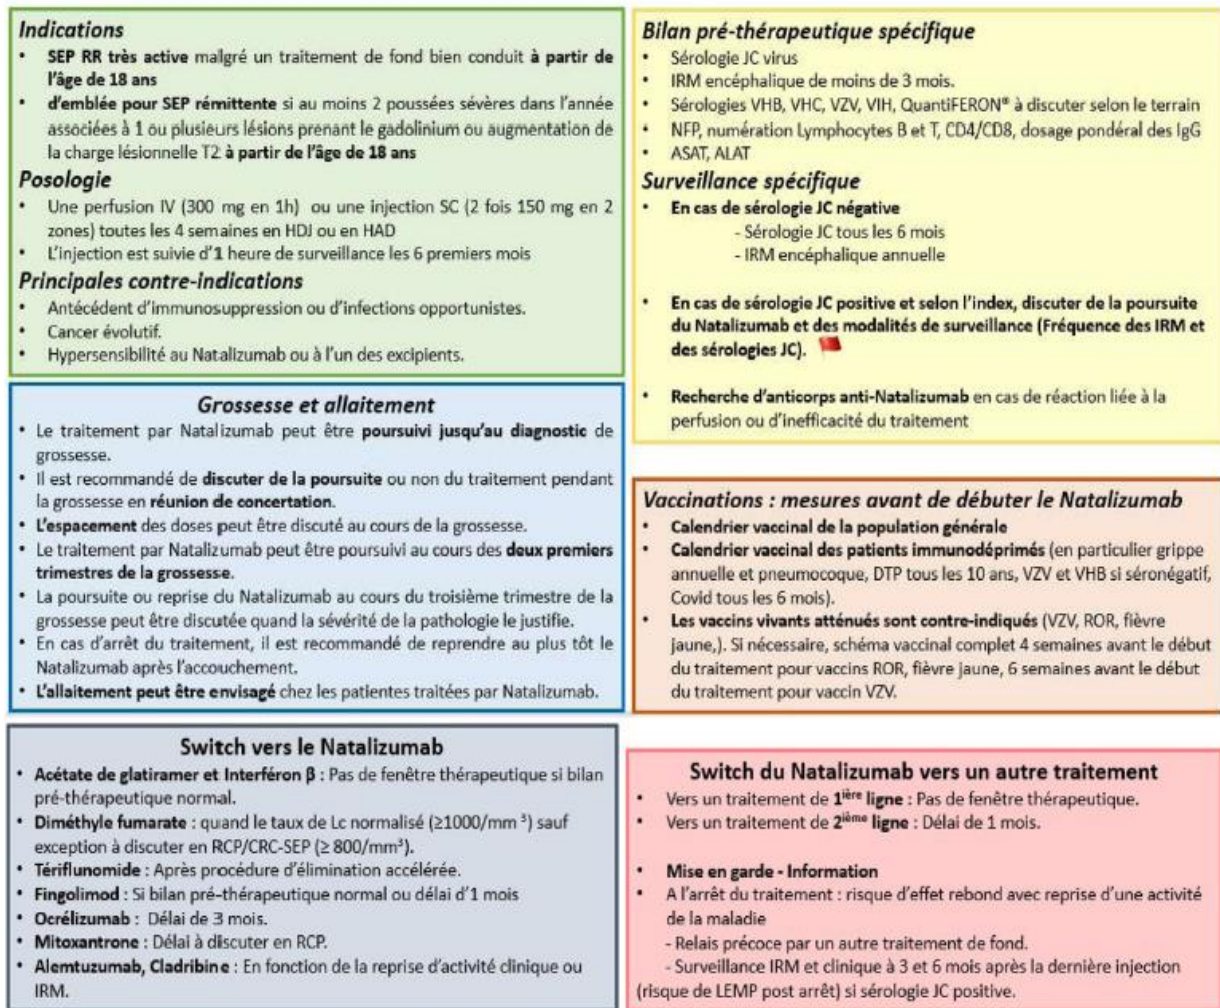 Indications
• SEP RR très active malgré un traitement de fond bien conduit à partir de
l'âge de 18 ans
• d'emblée pour SEP rémittente si au moins 2 poussées sévères dans l'année
associées à 1 ou plusieurs lésions prenant le gadolinium ou augmentation de
la charge lésionnelle T2 à partir de l'âge de 18 ans
Posologie
• Une perfusion IV (300 mg en 1h) ou une injection SC (2 fois 150 mg en 2
zones) toutes les 4 semaines en HDJ ou en HAD
• L'injection est suivie d'1 heure de surveillance les 6 premiers mois
Principales contre-indications
• Antécédent d'immunosuppression ou d'infections opportunistes.
• Cancer évolutif.
• Hypersensibilité au Natalizumab ou à l'un des excipients.
Bilan pré-thérapeutique spécifique
• Sérologie JC virus
• IRM encéphalique de moins de 3 mois.
• Sérologies VHB, VHC, VZV, VIH, QuantiFERON® à discuter selon le terrain
• NFP, numération Lymphocytes B et T, CD4/CD8, dosage pondéral des IgG
• ASAT, ALAT
Surveillance spécifique
• En cas de sérologie JC négative
- Sérologie JC tous les 6 mois
- IRM encéphalique annuelle
• En cas de sérologie JC positive et selon l'index, discuter de la poursuite
du Natalizumab et des modalités de surveillance (Fréquence des IRM et
des sérologies JC).
• Recherche d'anticorps anti-Natalizumab en cas de réaction liée à la
perfusion ou d'inefficacité du traitement
Grossesse et allaitement
• Le traitement par Natalizumab peut être poursuivi jusqu'au diagnostic de
grossesse.
• Il est recommandé de discuter de la poursuite ou non du traitement pendant
la grossesse en réunion de concertation.
• L'espacement des doses peut être discuté au cours de la grossesse.
• Le traitement par Natalizumab peut être poursuivi au cours des deux premiers
trimestres de la grossesse.
• La poursuite ou reprise du Natalizumab au cours du troisième trimestre de la
grossesse peut être discutée quand la sévérité de la pathologie le justifie.
• En cas d'arrêt du traitement, il est recommandé de reprendre au plus tôt le
Natalizumab après l'accouchement.
• L'allaitement peut être envisagé chez les patientes traitées par Natalizumab.
Vaccinations : mesures avant de débuter le Natalizumab
• Calendrier vaccinal de la population générale
• Calendrier vaccinal des patients immunodéprimés (en particulier grippe
annuelle et pneumocoque, DTP tous les 10 ans, VZV et VHB si séronégatif,
Covid tous les 6 mois).
• Les vaccins vivants atténués sont contre-indiqués (VZV, ROR, fièvre
jaune,). Si nécessaire, schéma vaccinal complet 4 semaines avant le début
du traitement pour vaccins ROR, fièvre jaune, 6 semaines avant le début
du traitement pour vaccin VZV.
Switch vers le Natalizumab
• Acétate de glatiramer et Interféron β : Pas de fenêtre thérapeutique si bilan
pré-thérapeutique normal.
• Diméthyle fumarate : quand le taux de Lc normalisé (≥1000/mm ³) sauf
exception à discuter en RCP/CRC-SEP (≥ 800/mm³).
• Tériflunomide : Après procédure d'élimination accélérée.
• Fingolimod : Si bilan pré-thérapeutique normal ou délai d'1 mois
• Ocrélizumab : Délai de 3 mois.
• Mitoxantrone : Délai à discuter en RCP.
• Alemtuzumab, Cladribine : En fonction de la reprise d'activité clinique ou
IRM.
Switch du Natalizumab vers un autre traitement
• Vers un traitement de 1ière ligne : Pas de fenêtre thérapeutique.
• Vers un traitement de 2ième ligne : Délai de 1 mois.
• Mise en garde - Information
• A l'arrêt du traitement : risque d'effet rebond avec reprise d'une activité
de la maladie
- Relais précoce par un autre traitement de fond.
- Surveillance IRM et clinique à 3 et 6 mois après la dernière injection
(risque de LEMP post arrêt) si sérologie JC positive.